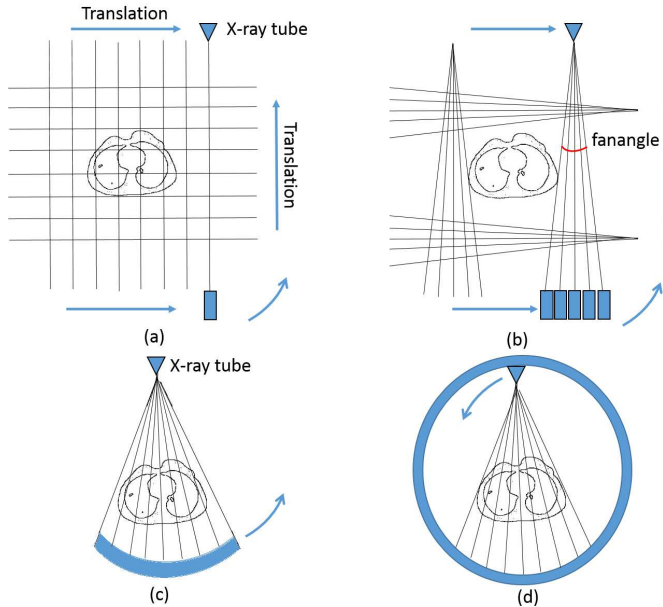 Translation
X-ray tube
Translation
fanangle
(a)
(b)
X-ray tube
(c)
(d)